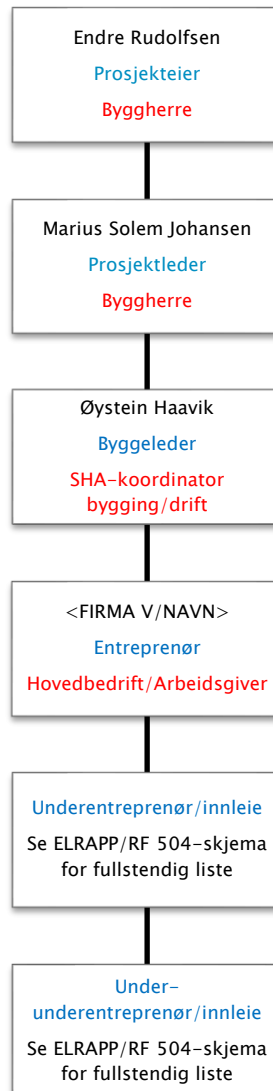 Endre Rudolfsen
Prosjekteier
Byggherre
Marius Solem Johansen
Prosjektleder
Byggherre
Øystein Haavik
Byggeleder
SHA-koordinator
bygging/drift
<FIRMA V/NAVN>
Entreprenør
Hovedbedrift/Arbeidsgiver
Underentreprenør/innleie
Se ELRAPP/RF 504-skjema
for fullstendig liste
Under-
underentreprenør/innleie
Se ELRAPP/RF 504-skjema
for fullstendig liste